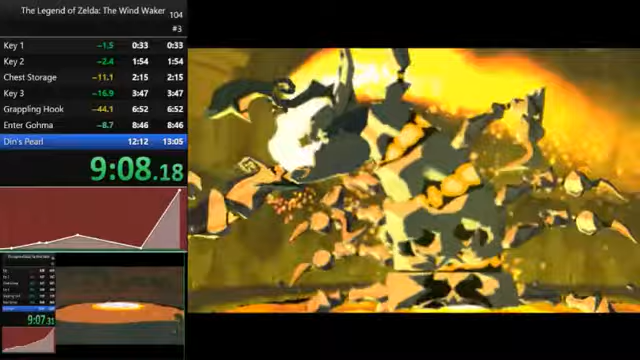 The Legend of Zelda: The Wind Waker 104
#3
Key 1 −1.5 0:33 0:33
Key 2 −2.4 1:54 1:54
Chest Storage −11.1 2:15 2:15
Key 3 −16.9 3:47 3:47
Grappling Hook −44.1 6:52 6:52
Enter Gohma −8.7 8:46 8:46
Din's Pearl 12:12 13:05
9:08.18
9:07.31